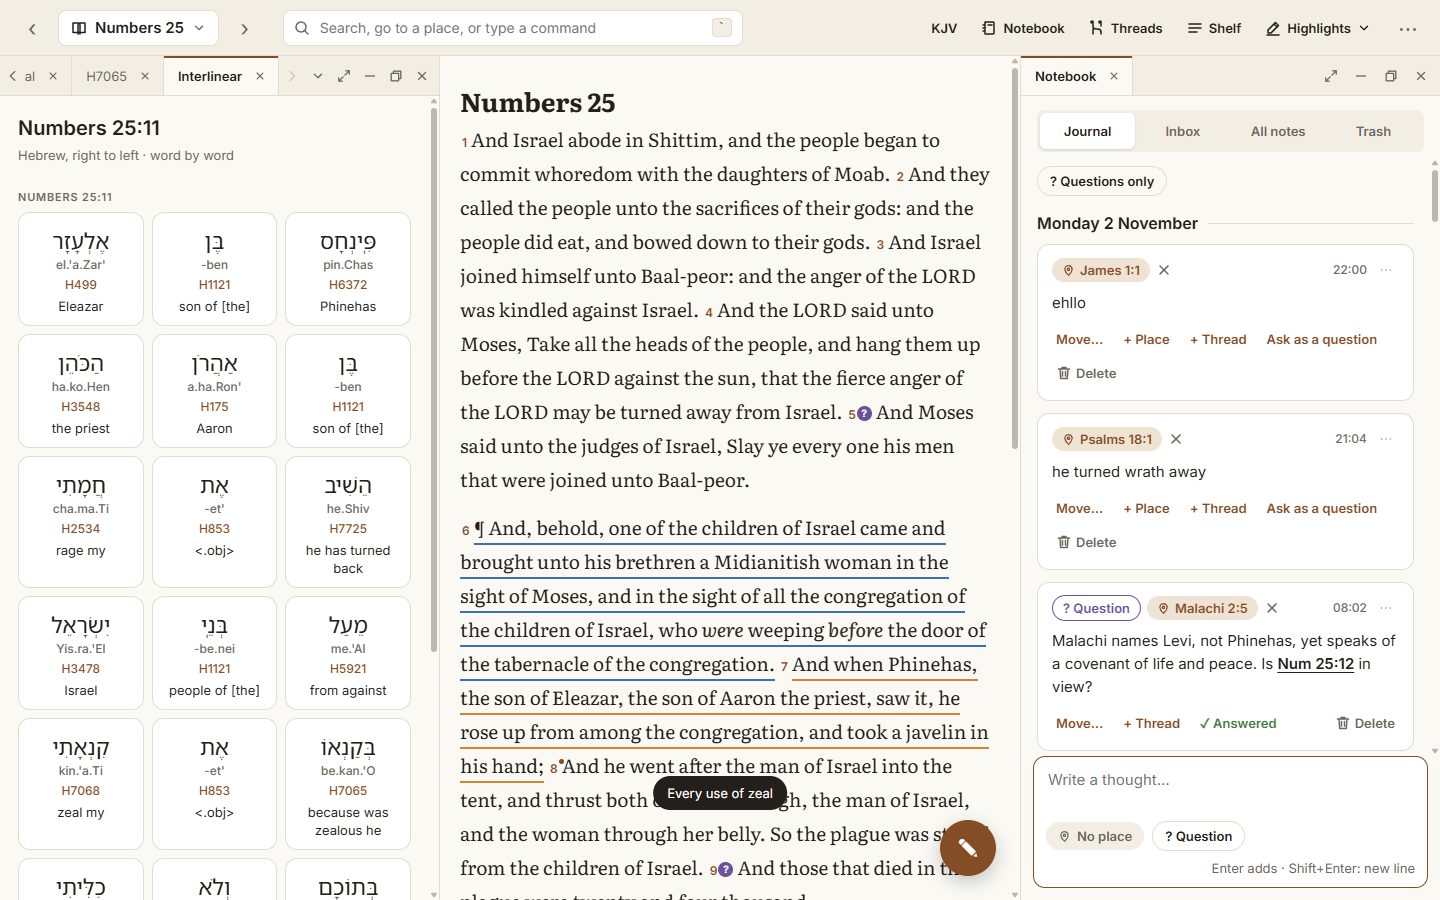 Numbers 25
Search, go to a place, or type a command
`
KJV
Notebook
Threads
Shelf
Highlights
al
H7065
Interlinear
Numbers 25:11
Hebrew, right to left · word by word
NUMBERS 25:11
אֶלְעָזָר
el.'a.Zar'
H499
Eleazar
בֶּן
-ben
H1121
son of [the]
פִּינְחָס
pin.Chas
H6372
Phinehas
הַכֹּהֵן
ha.ko.Hen
H3548
the priest
אַהֲרֹן
a.ha.Ron'
H175
Aaron
בֶּן
-ben
H1121
son of [the]
חֲמָתִי
cha.ma.Ti
H2534
rage my
אֶת
-et'
H853
<.obj>
הֵשִׁיב
he.Shiv
H7725
he has turned
back
יִשְׂרָאֵל
Yis.ra.'El
H3478
Israel
בְּנֵי
-be.nei
H1121
people of [the]
מֵעַל
me.'Al
H5921
from against
קִנְאָתִי
kin.'a.Ti
H7068
zeal my
אֶת
-et'
H853
<.obj>
בְּקַנְאוֹ
be.kan.'O
H7065
because was
zealous he
כִלִּיתִי
וְלֹא
בְּתוֹכָם
Numbers 25
1 And Israel abode in Shittim, and the people began to
commit whoredom with the daughters of Moab. 2 And they
called the people unto the sacrifices of their gods: and the
people did eat, and bowed down to their gods. 3 And Israel
joined himself unto Baal-peor: and the anger of the LORD
was kindled against Israel. 4 And the LORD said unto
Moses, Take all the heads of the people, and hang them up
before the LORD against the sun, that the fierce anger of
the LORD may be turned away from Israel. 5 ? And Moses
said unto the judges of Israel, Slay ye every one his men
that were joined unto Baal-peor.
6 ¶ And, behold, one of the children of Israel came and
brought unto his brethren a Midianitish woman in the
sight of Moses, and in the sight of all the congregation of
the children of Israel, who were weeping before the door of
the tabernacle of the congregation. 7 And when Phinehas,
the son of Eleazar, the son of Aaron the priest, saw it, he
rose up from among the congregation, and took a javelin in
his hand; 8 And he went after the man of Israel into the
tent, and thrust both
the man of Israel,
Every use of zeal
and the woman through her belly. So the plague was
from the children of Israel. 9 ? And those that died in
plague were twenty and four thousand.
Notebook
Journal
Inbox
All notes
Trash
? Questions only
Monday 2 November
James 1:1
22:00
ehllo
Move...
+ Place
+ Thread
Ask as a question
Delete
Psalms 18:1
21:04
he turned wrath away
Move...
+ Place
+ Thread
Ask as a question
Delete
? Question
Malachi 2:5
08:02
Malachi names Levi, not Phinehas, yet speaks of
a covenant of life and peace. Is Num 25:12 in
view?
Move...
+ Thread
✓ Answered
Delete
Write a thought...
No place
? Question
Enter adds · Shift+Enter: new line